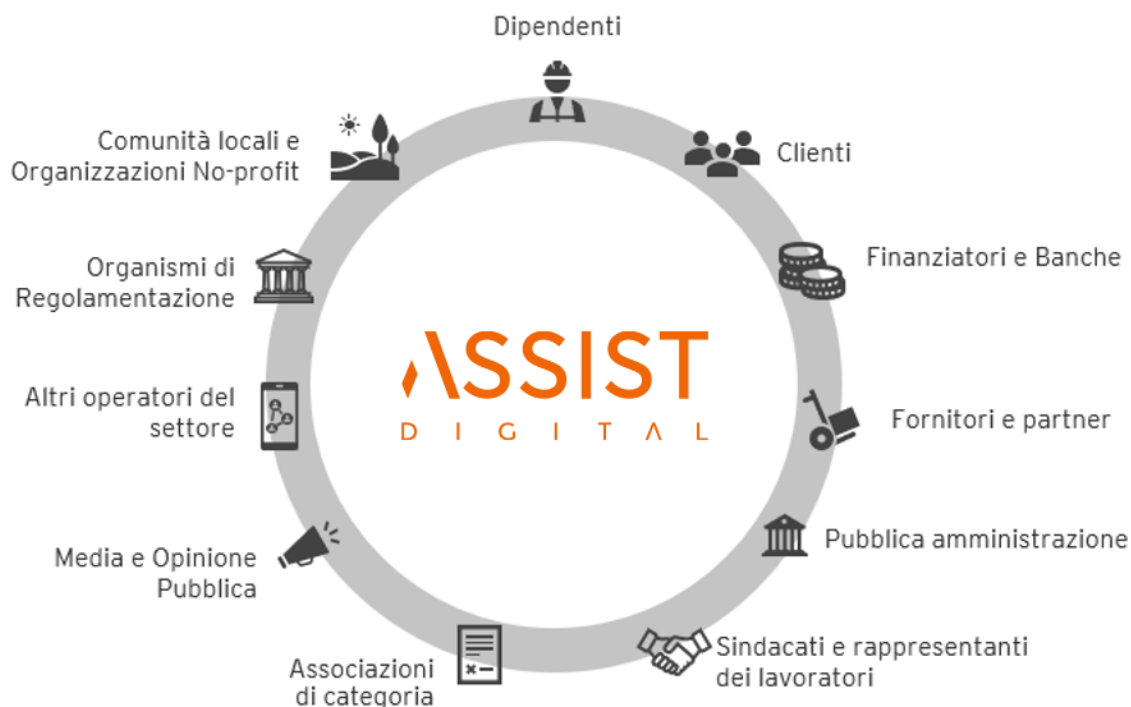 Dipendenti
Clienti
Finanziatori e Banche
Fornitori e partner
Pubblica amministrazione
Sindacati e rappresentanti
dei lavoratori
Associazioni
di categoria
Media e Opinione
Pubblica
Altri operatori del
settore
Organismi di
Regolamentazione
Comunità locali e
Organizzazioni No-profit
ASSIST
DIGITAL